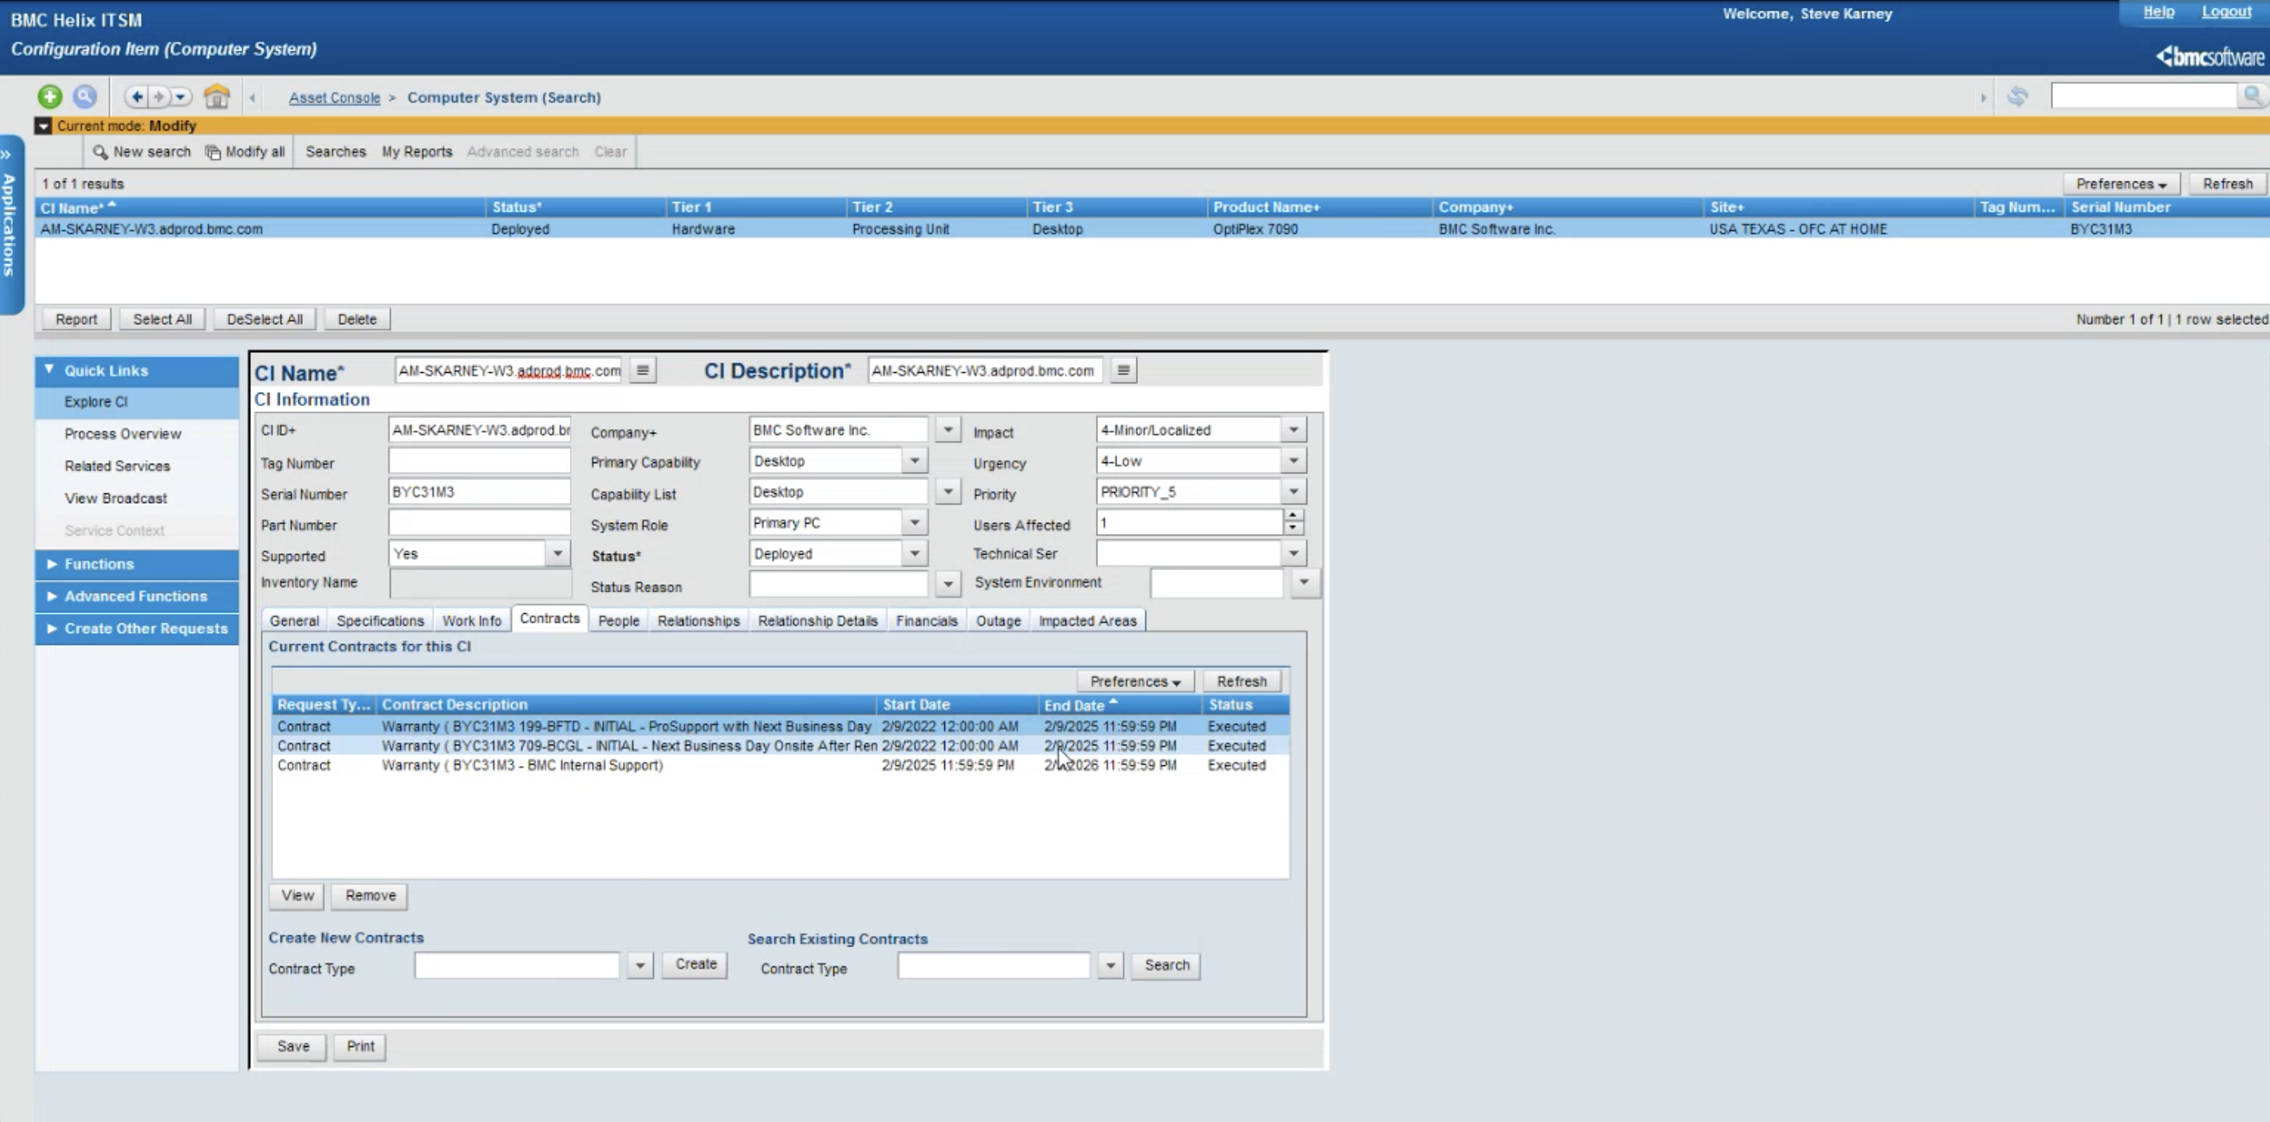 BMC Helix ITSM
Welcome, Steve Karney
Help Logout
Configuration Item (Computer System)
bmcsoftware
Asset Console > Computer System (Search)
Current mode: Modify
New search Modify all Searches My Reports Advanced search Clear
Applications
1 of 1 results
Preferences Refresh
CI Name* Status* Tier 1 Tier 2 Tier 3 Product Name+ Company+ Site+ Tag Num... Serial Number
AM-SKARNEY-W3.adprod.bmc.com Deployed Hardware Processing Unit Desktop OptiPlex 7090 BMC Software Inc. USA TEXAS - OFC AT HOME BYC31M3
Report Select All DeSelect All Delete
Number 1 of 1 | 1 row selected
Quick Links
Explore CI
Process Overview
Related Services
View Broadcast
Service Context
Functions
Advanced Functions
Create Other Requests
CI Name* AM-SKARNEY-W3.adprod.bmc.com CI Description* AM-SKARNEY-W3.adprod.bmc.com
CI Information
CI ID+ AM-SKARNEY-W3.adprod.br Company+ BMC Software Inc. Impact 4-Minor/Localized
Tag Number Primary Capability Desktop Urgency 4-Low
Serial Number BYC31M3 Capability List Desktop Priority PRIORITY_5
Part Number System Role Primary PC Users Affected 1
Supported Yes Status* Deployed Technical Ser
Inventory Name Status Reason System Environment
General Specifications Work Info Contracts People Relationships Relationship Details Financials Outage Impacted Areas
Current Contracts for this CI
Preferences Refresh
Request Ty... Contract Description Start Date End Date Status
Contract Warranty ( BYC31M3 199-BFTD - INITIAL - ProSupport with Next Business Day 2/9/2022 12:00:00 AM 2/9/2025 11:59:59 PM Executed
Contract Warranty ( BYC31M3 709-BCGL - INITIAL - Next Business Day Onsite After Ren 2/9/2022 12:00:00 AM 2/9/2025 11:59:59 PM Executed
Contract Warranty ( BYC31M3 - BMC Internal Support) 2/9/2025 11:59:59 PM 11:59:59 PM Executed
View Remove
Create New Contracts Search Existing Contracts
Contract Type Create Contract Type Search
Save Print